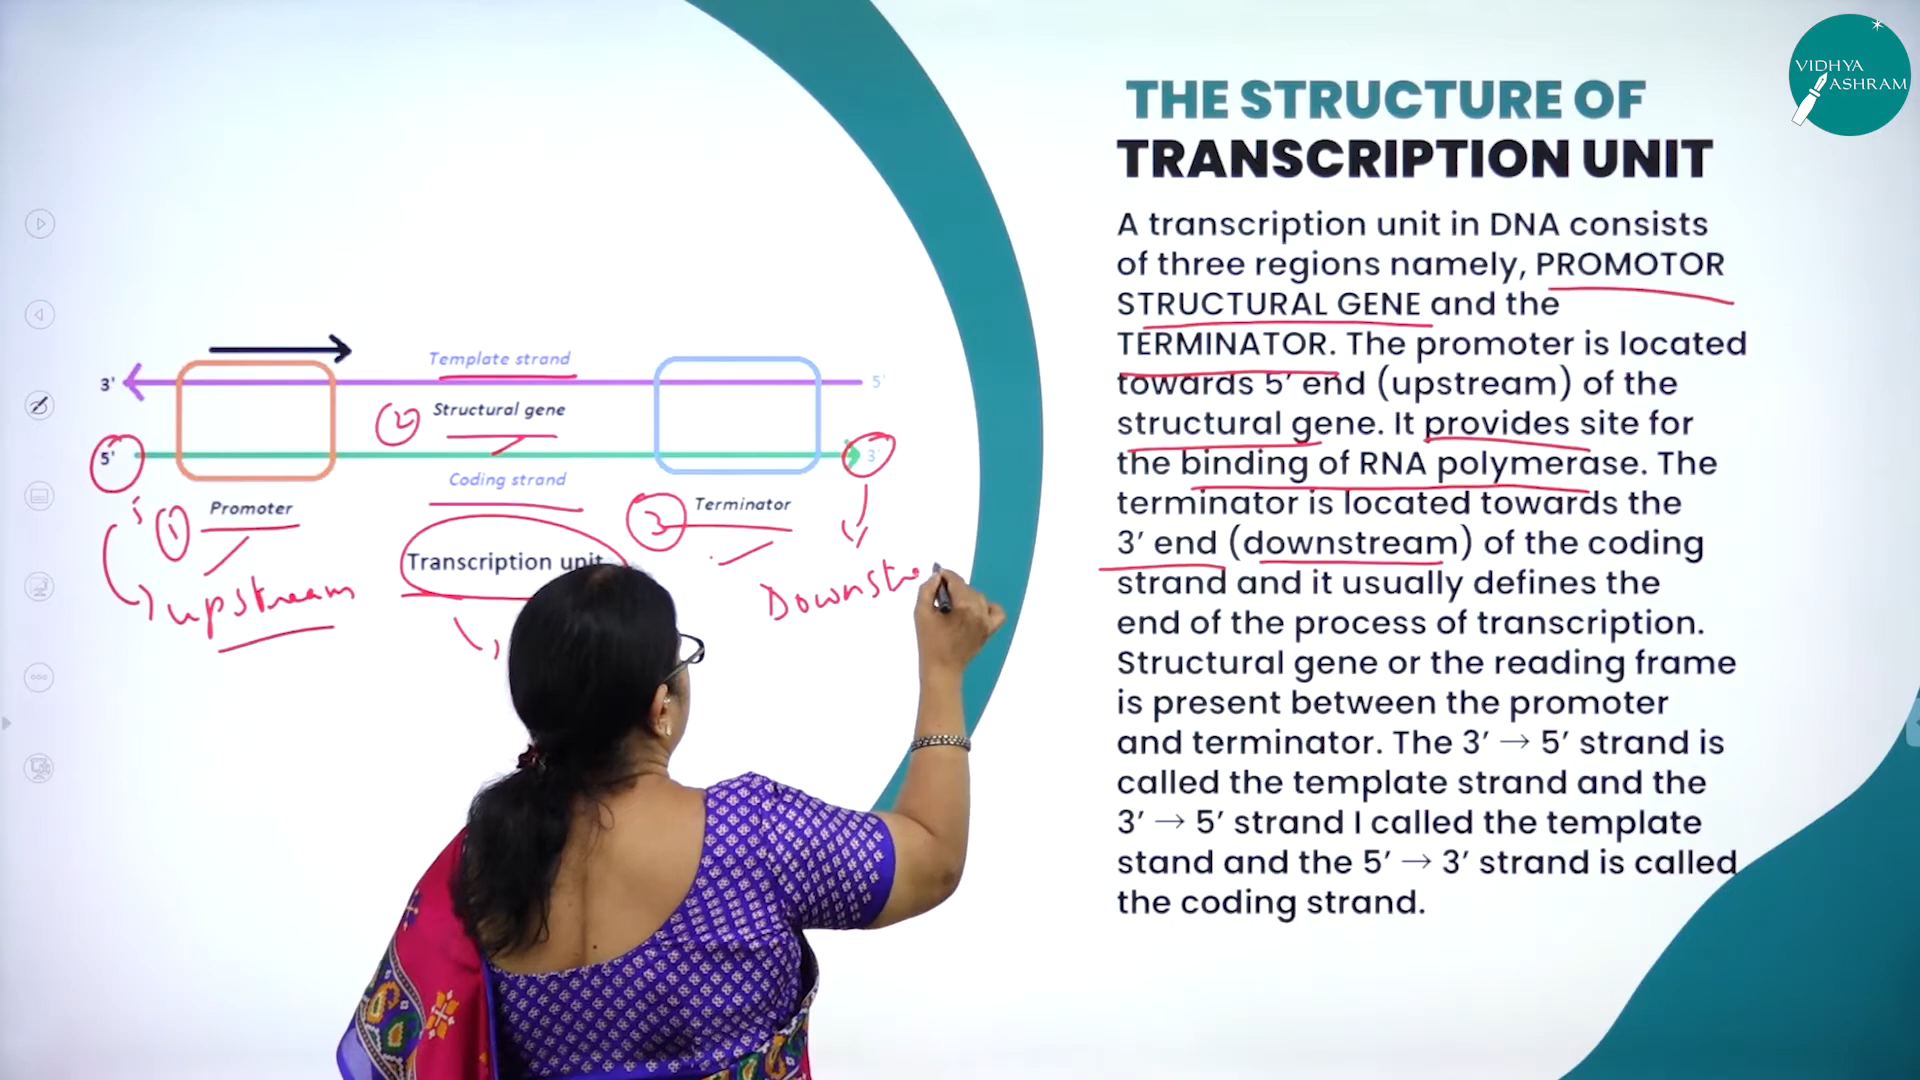 VIDHYA
ASHRAM
THE STRUCTURE OF
TRANSCRIPTION UNIT
A transcription unit in DNA consists
of three regions namely, PROMOTOR
STRUCTURAL GENE and the
TERMINATOR. The promoter is located
towards 5' end (upstream) of the
structural gene. It provides site for
the binding of RNA polymerase. The
terminator is located towards the
3' end (downstream) of the coding
strand and it usually defines the
end of the process of transcription.
Structural gene or the reading frame
is present between the promoter
and terminator. The 3' → 5' strand is
called the template strand and the
3' → 5' strand I called the template
stand and the 5' → 3' strand is called
the coding strand.
Template strand
3' 5'
2 Structural gene
5' 3'
Coding strand
1 Promoter
3 Terminator
Transcription unit
upstream
Downstre